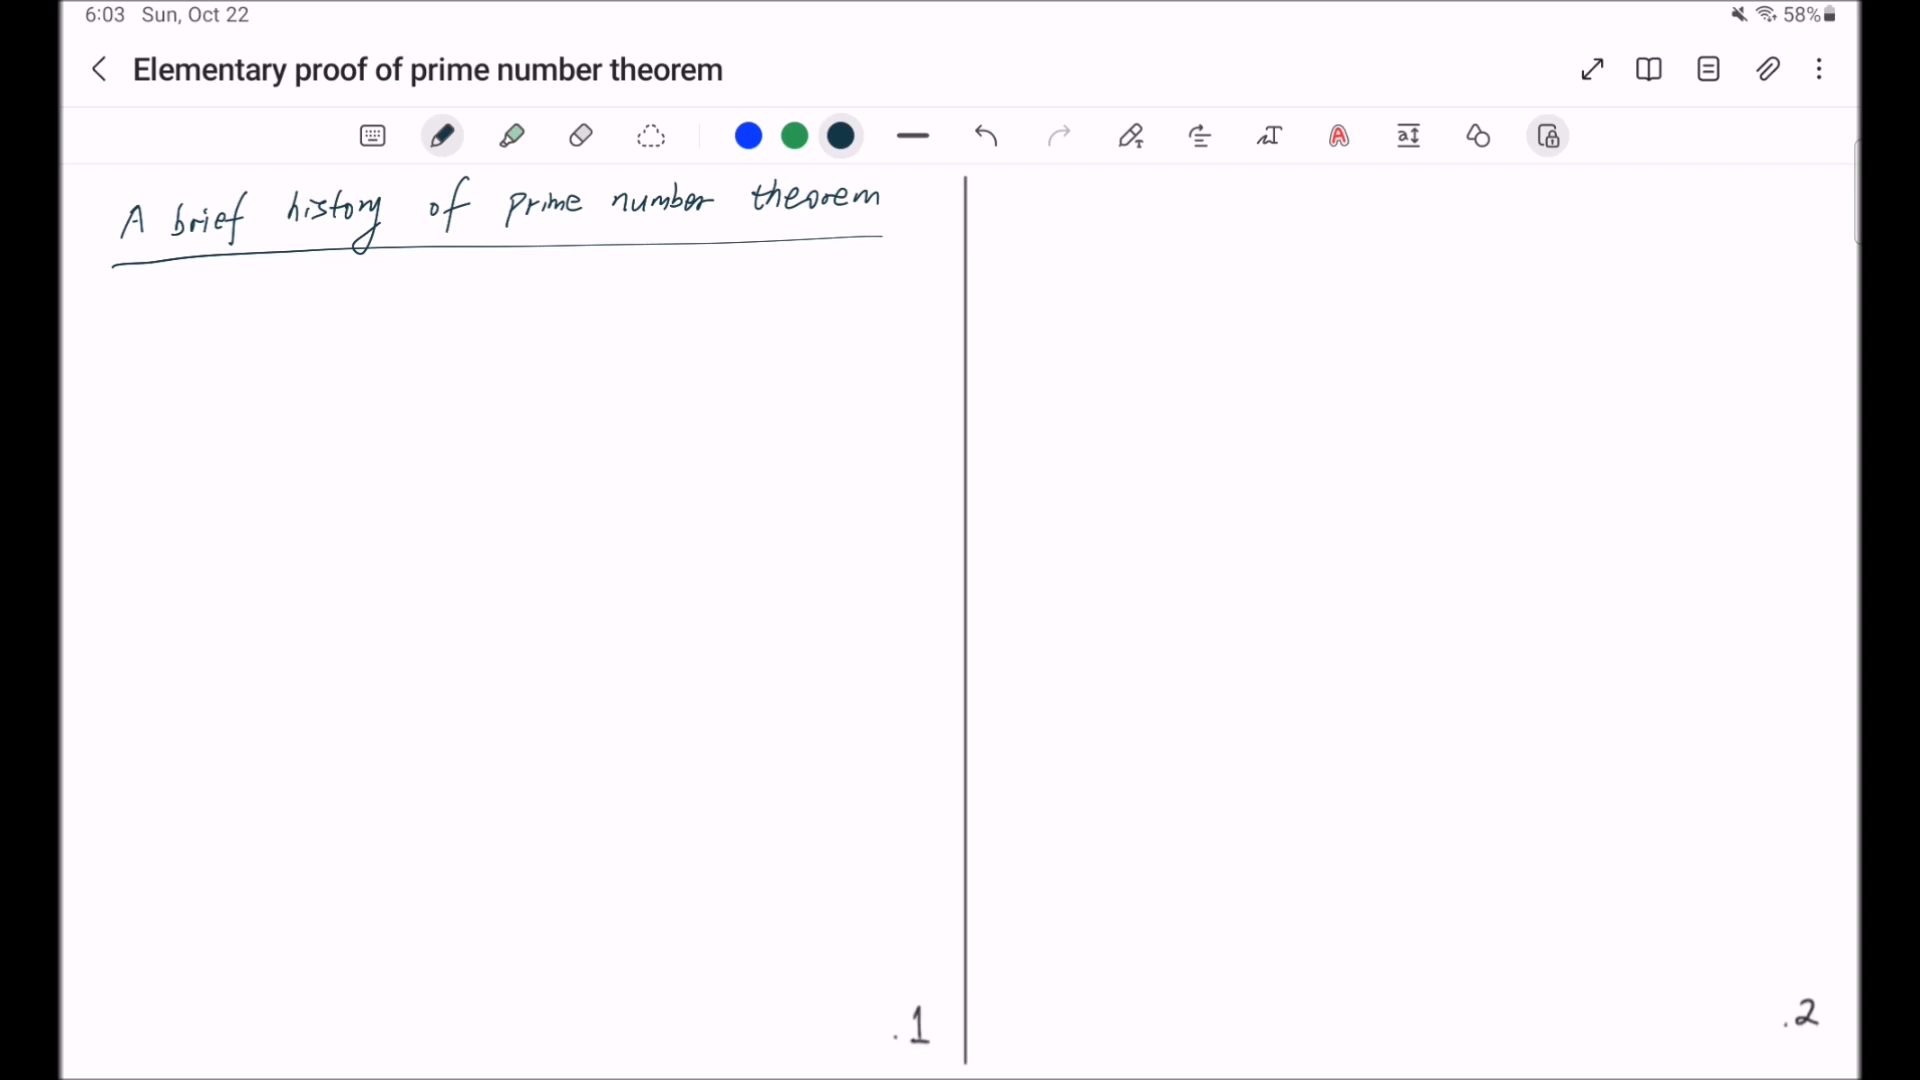 6:03 Sun, Oct 22
58%
Elementary proof of prime number theorem
A brief history of prime number theorem
.1
.2